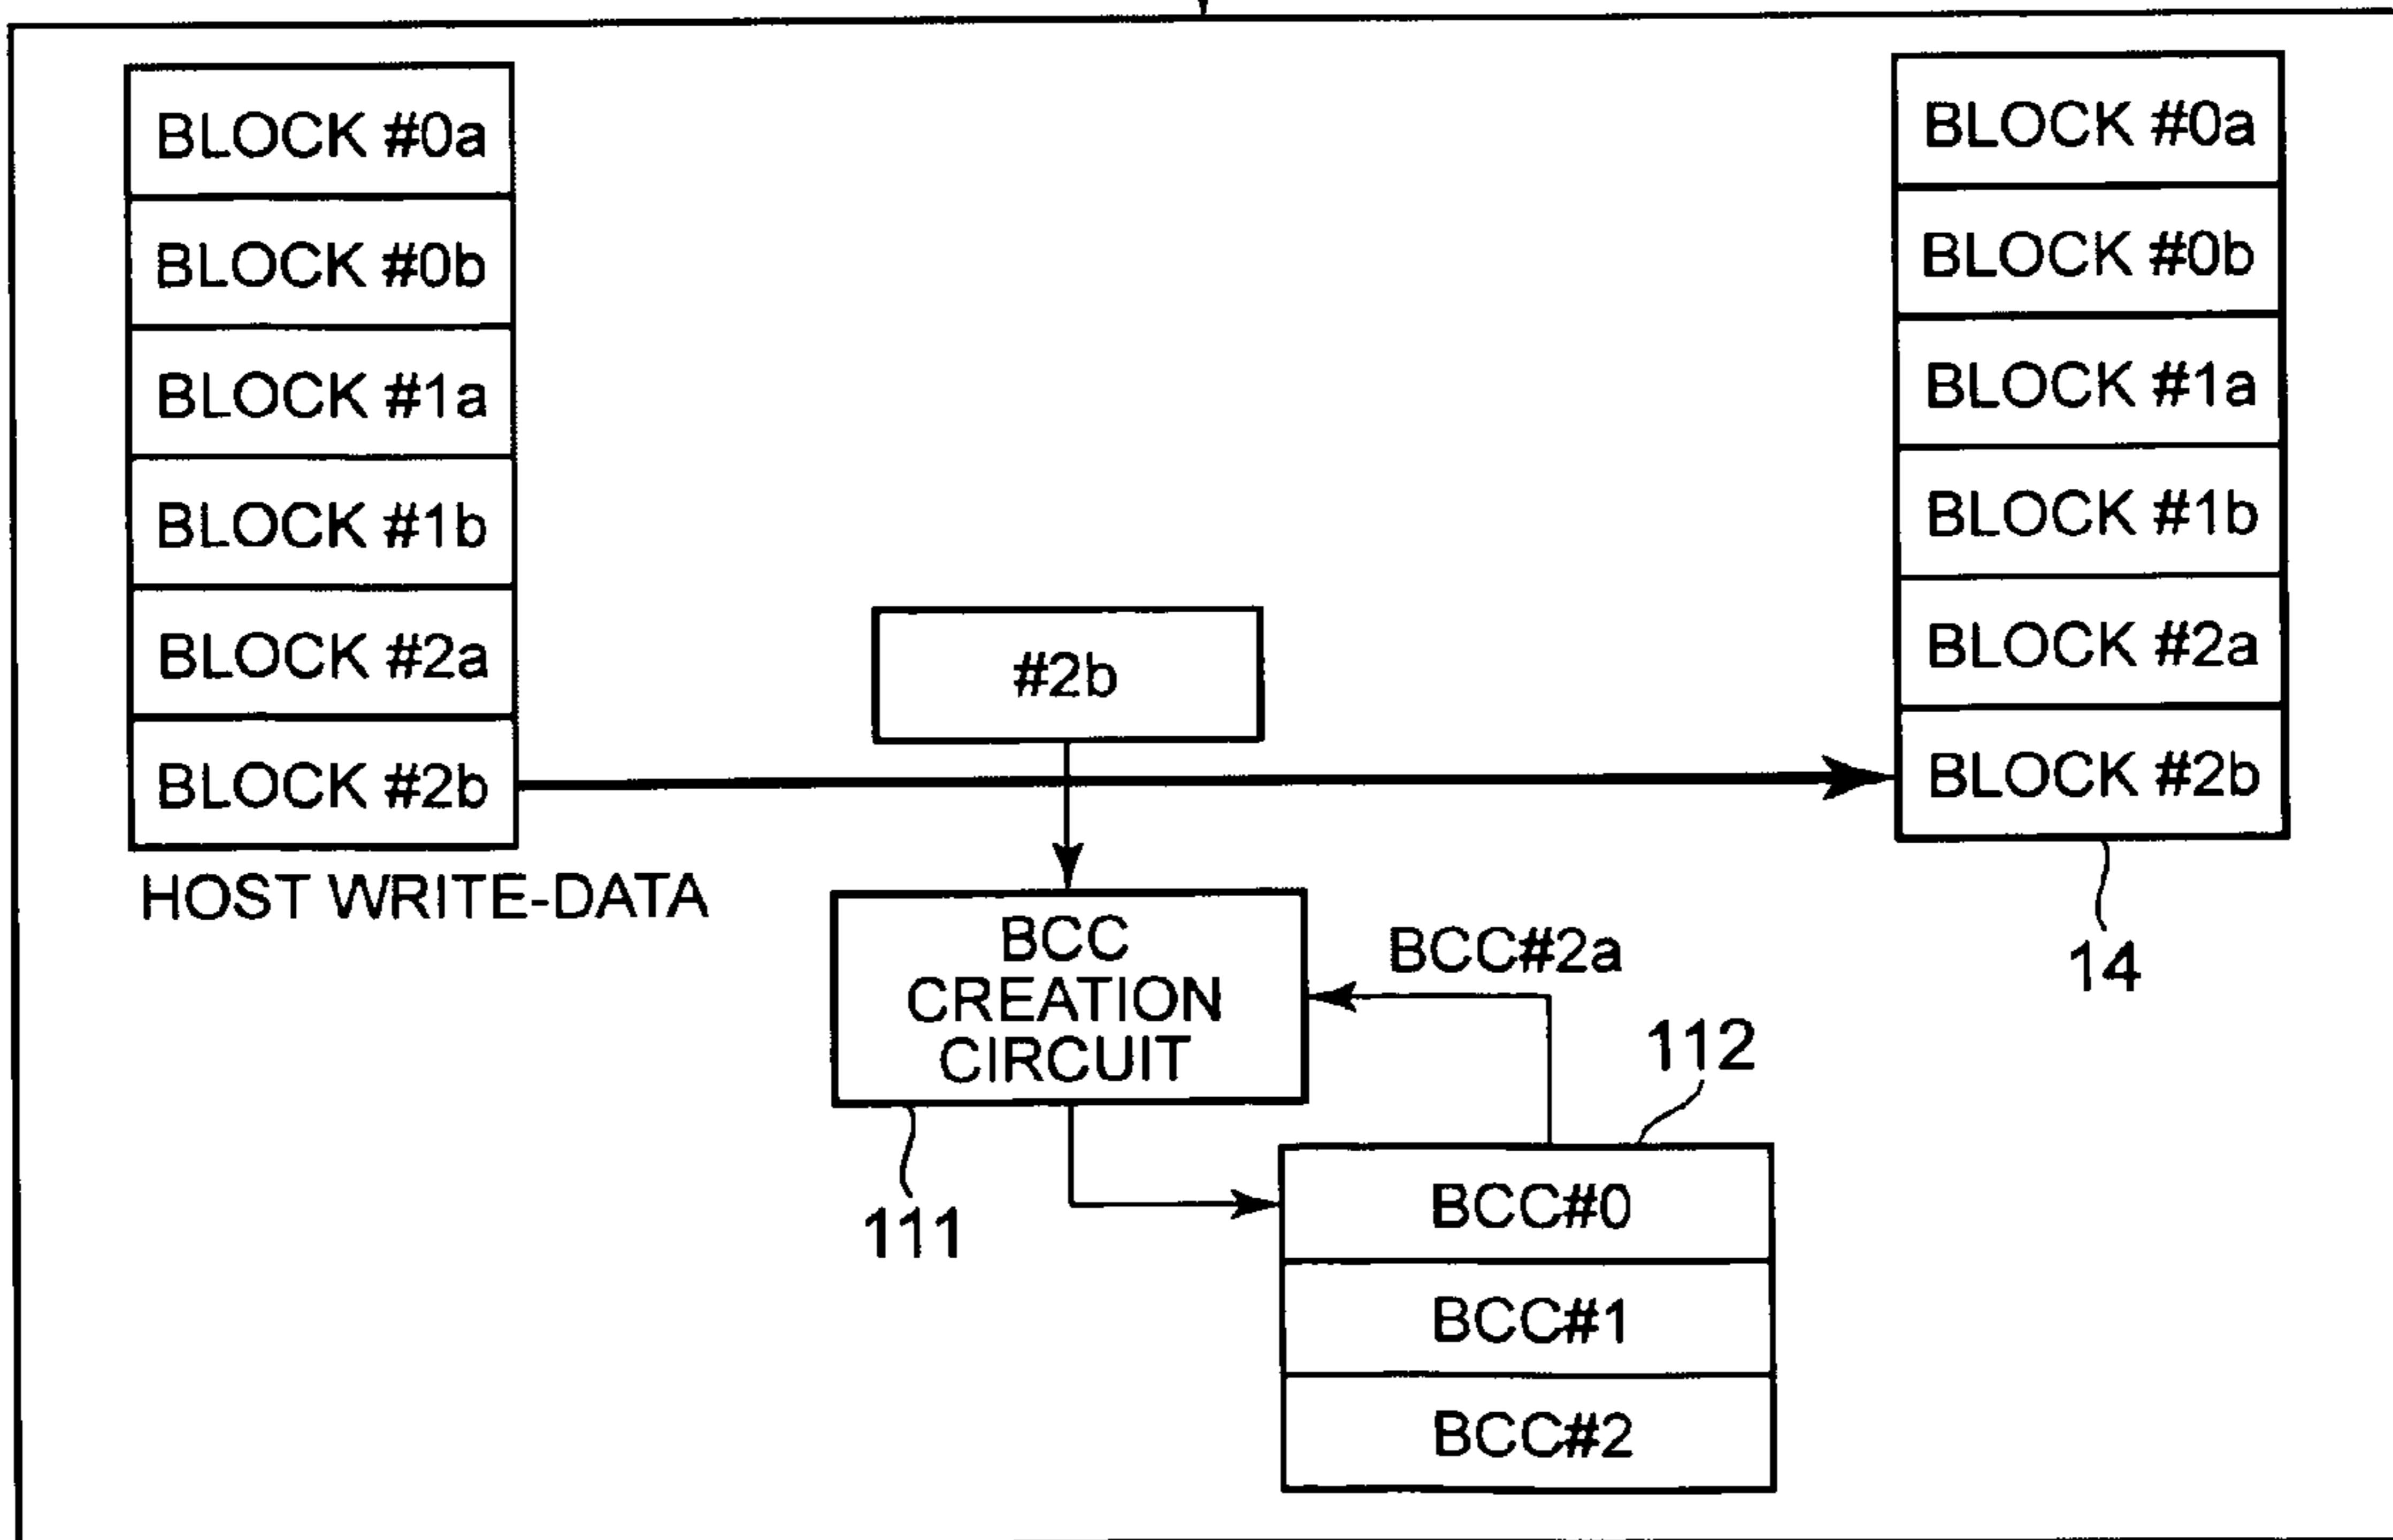 BLOCK #0a
BLOCK #0b
BLOCK #1a
BLOCK #1b
BLOCK #2a
BLOCK #2b
HOST WRITE-DATA
#2b
BCC
CREATION
CIRCUIT
111
BCC#2a
112
BCC#0
BCC#1
BCC#2
BLOCK #0a
BLOCK #0b
BLOCK #1a
BLOCK #1b
BLOCK #2a
BLOCK #2b
14